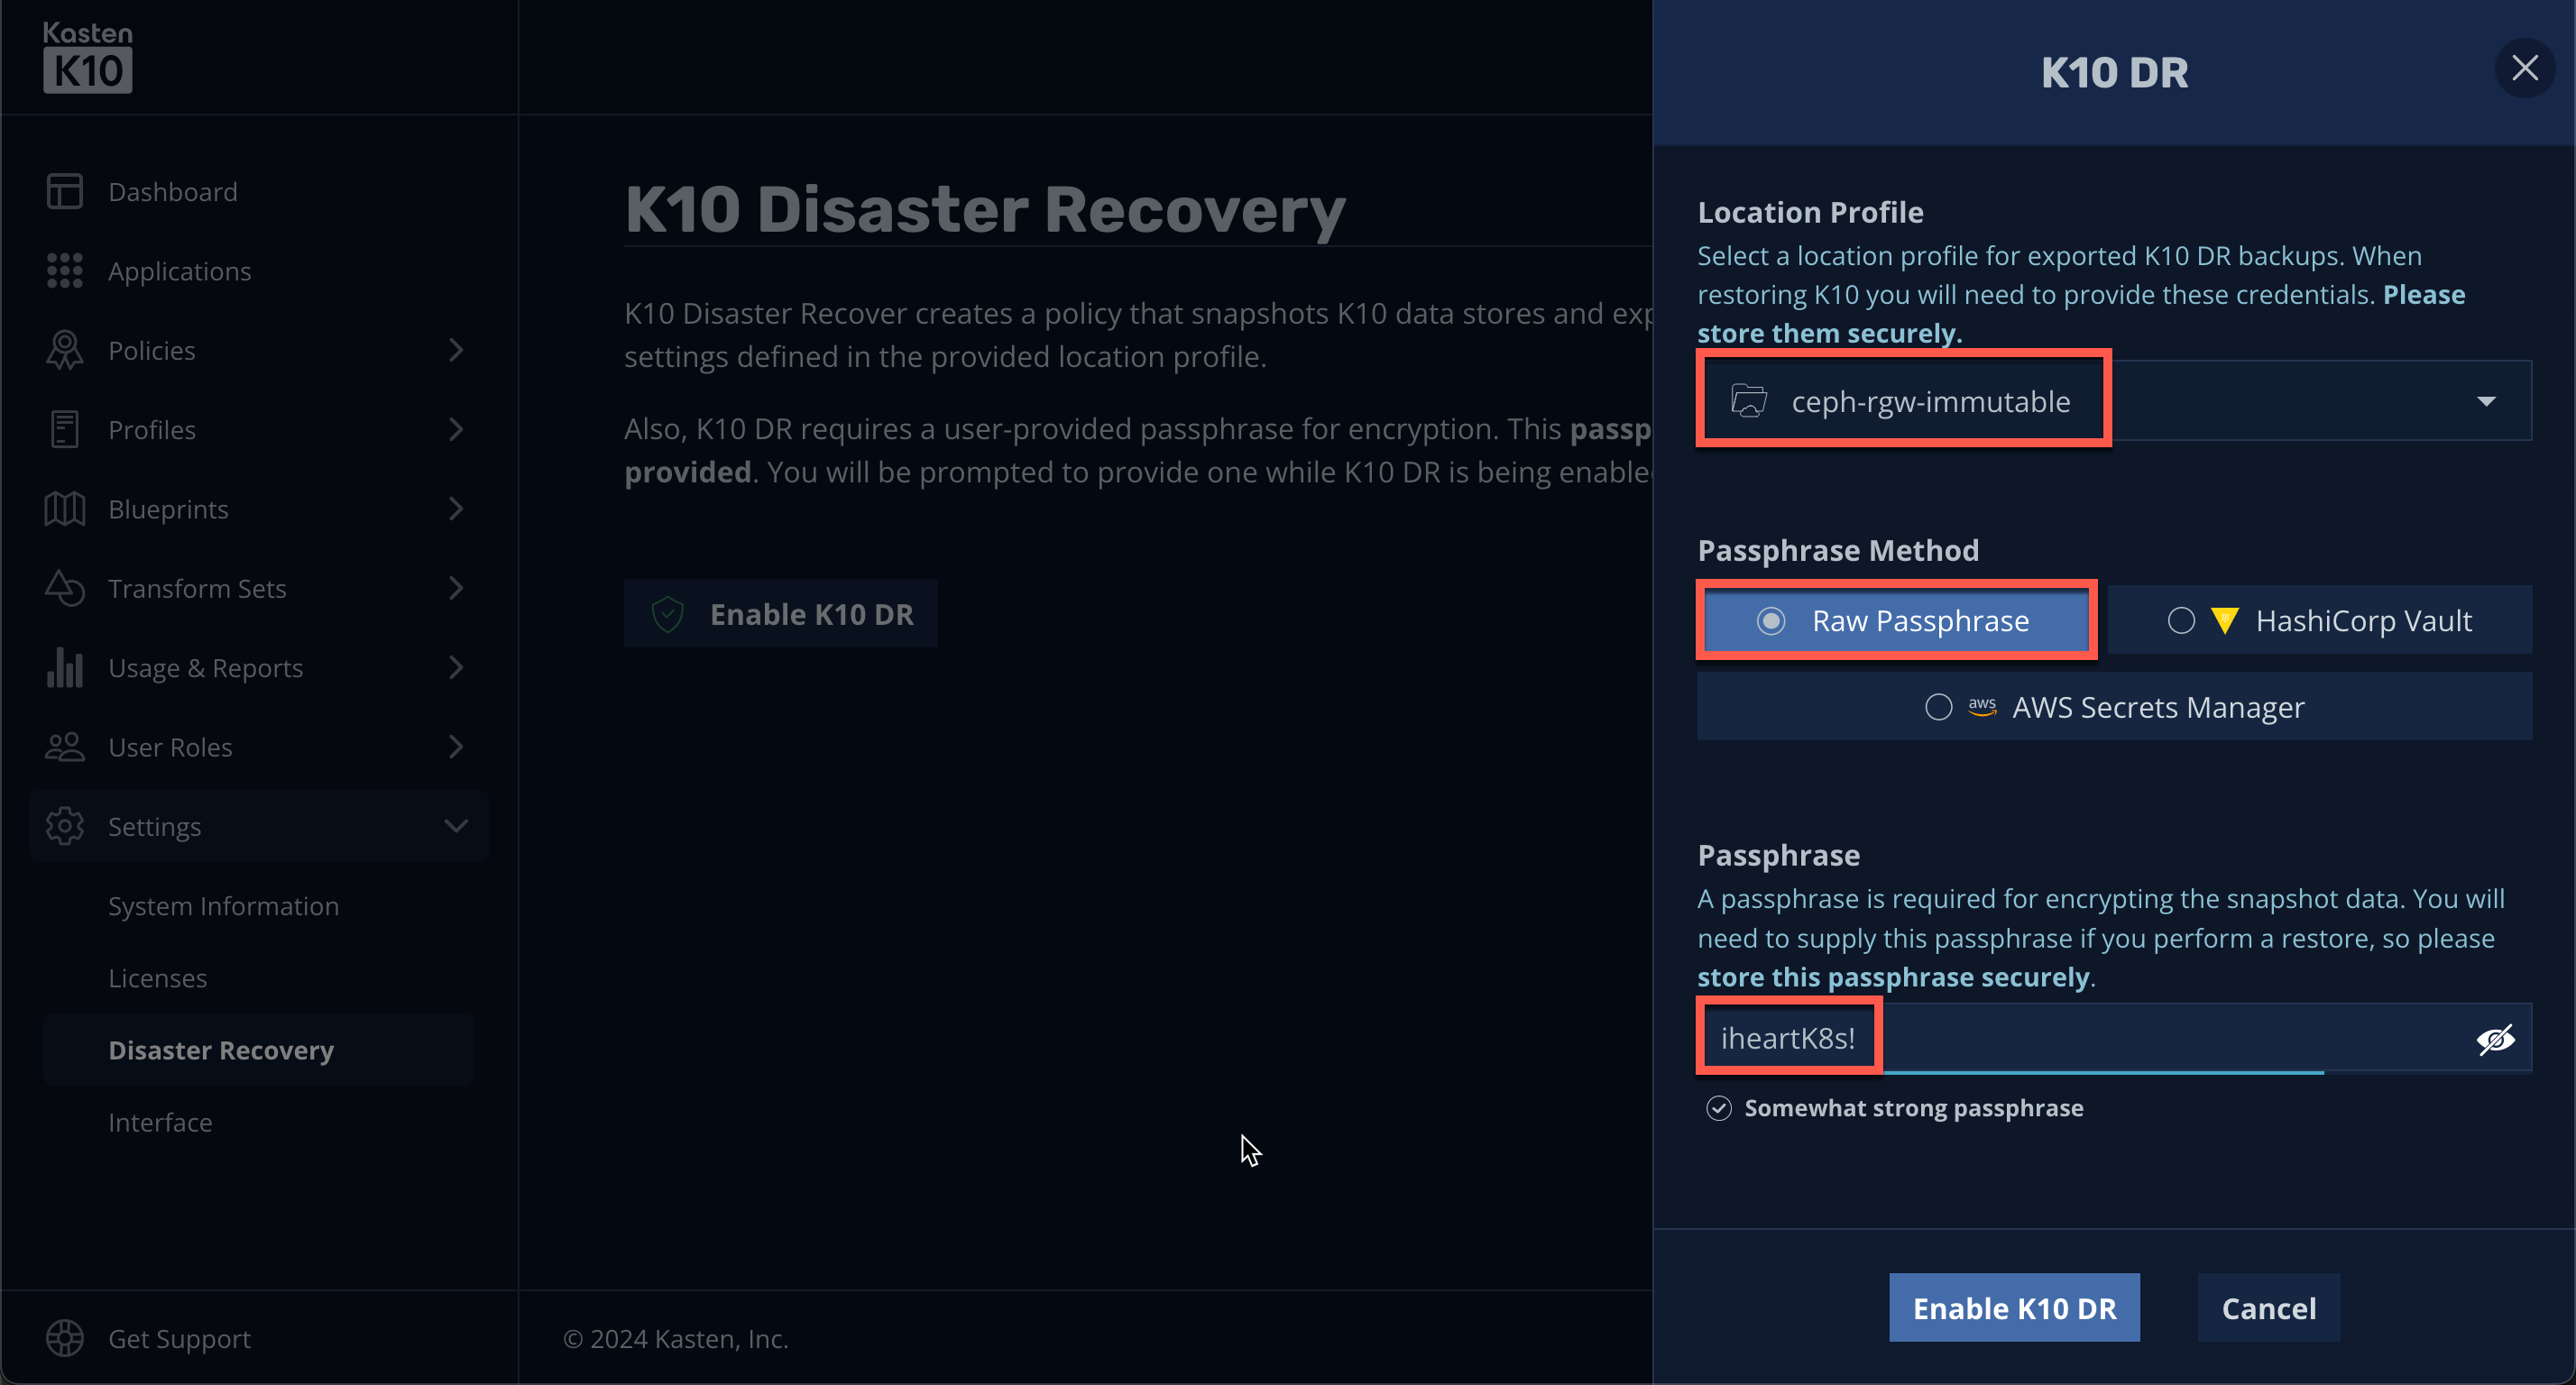 Kasten
K10
Dashboard
Applications
Policies
Profiles
Blueprints
Transform Sets
Usage & Reports
User Roles
Settings
System Information
Licenses
Disaster Recovery
Interface
Get Support
K10 Disaster Recovery
K10 Disaster Recover creates a policy that snapshots K10 data stores and exp
settings defined in the provided location profile.
Also, K10 DR requires a user-provided passphrase for encryption. This passp
provided. You will be prompted to provide one while K10 DR is being enable
Enable K10 DR
© 2024 Kasten, Inc.
K10 DR
Location Profile
Select a location profile for exported K10 DR backups. When
restoring K10 you will need to provide these credentials. Please
store them securely.
ceph-rgw-immutable
Passphrase Method
Raw Passphrase
HashiCorp Vault
aws AWS Secrets Manager
Passphrase
A passphrase is required for encrypting the snapshot data. You will
need to supply this passphrase if you perform a restore, so please
store this passphrase securely.
iheartK8s!
Somewhat strong passphrase
Enable K10 DR
Cancel